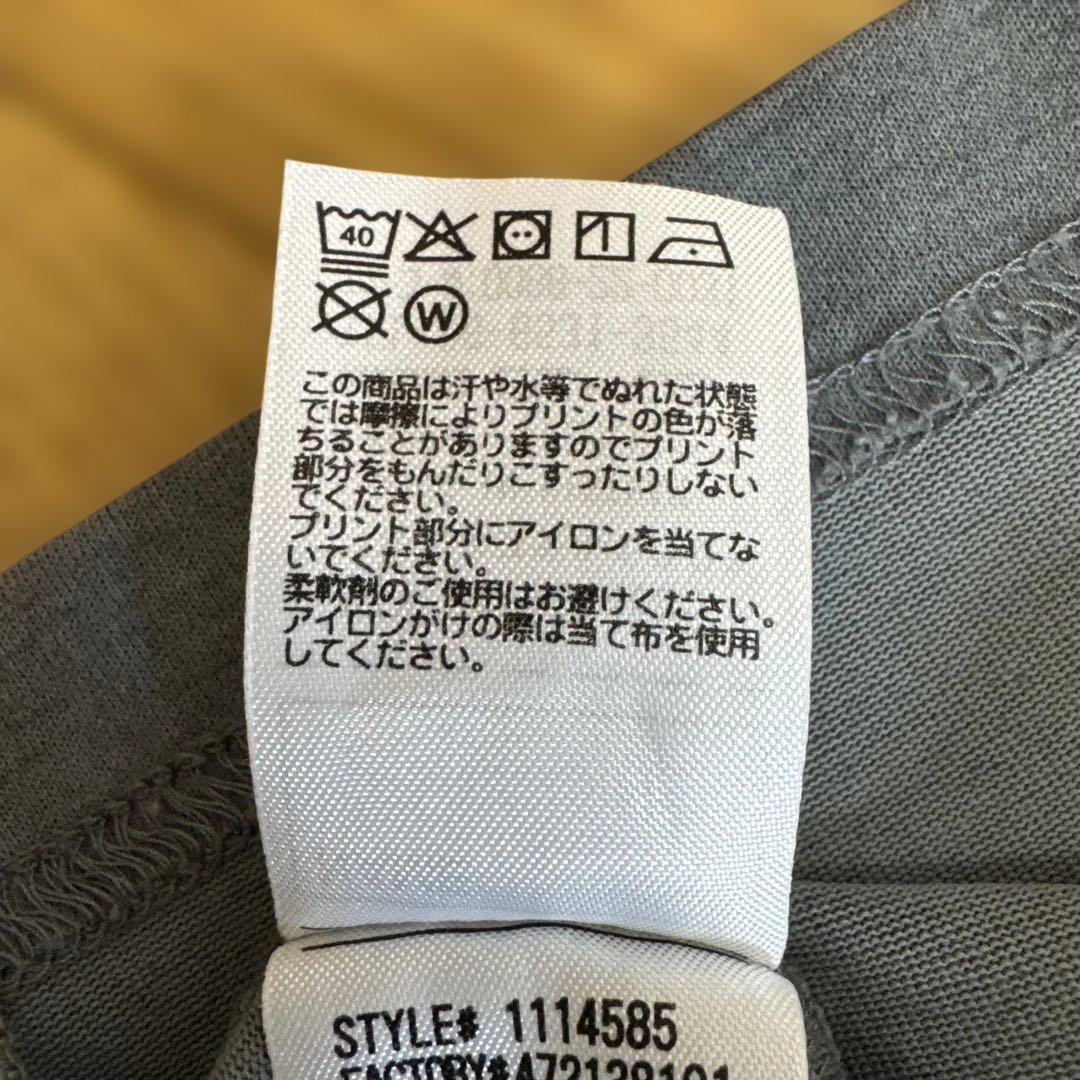 40
W
この商品は汗や水等でぬれた状態
では摩擦によりプリントの色が落
ちることがありますのでプリント
部分をもんだりこすったりしない
でください。
プリント部分にアイロンを当てな
いでください。
柔軟剤のご使用はお避けください。
アイロンがけの際は当て布を使用
してください。
STYLE# 1114585
FACTORY#A72138101